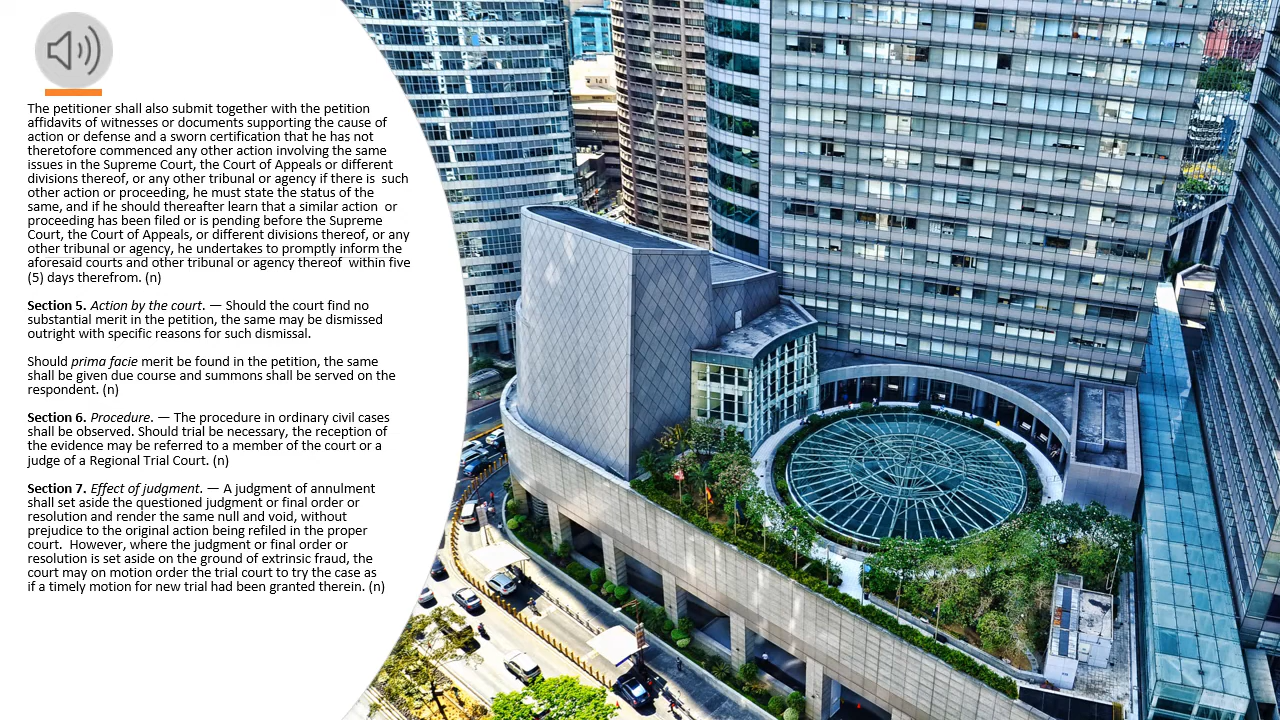 The petitioner shall also submit together with the petition
affidavits of witnesses or documents supporting the cause of
action or defense and a sworn certification that he has not
theretofore commenced any other action involving the same
issues in the Supreme Court, the Court of Appeals or different
divisions thereof, or any other tribunal or agency if there is  such
other action or proceeding, he must state the status of the
same, and if he should thereafter learn that a similar action  or
proceeding has been filed or is pending before the Supreme
Court, the Court of Appeals, or different divisions thereof, or any
other tribunal or agency, he undertakes to promptly inform the
aforesaid courts and other tribunal or agency thereof  within five
(5) days therefrom. (n)
Section 5. Action by the court. — Should the court find no
substantial merit in the petition, the same may be dismissed
outright with specific reasons for such dismissal.
Should prima facie merit be found in the petition, the same
shall be given due course and summons shall be served on the
respondent. (n)
Section 6. Procedure. — The procedure in ordinary civil cases
shall be observed. Should trial be necessary, the reception of
the evidence may be referred to a member of the court or a
judge of a Regional Trial Court. (n)
Section 7. Effect of judgment. — A judgment of annulment
shall set aside the questioned judgment or final order or
resolution and render the same null and void, without
prejudice to the original action being refiled in the proper
court.  However, where the judgment or final order or
resolution is set aside on the ground of extrinsic fraud, the
court may on motion order the trial court to try the case as
if a timely motion for new trial had been granted therein. (n)